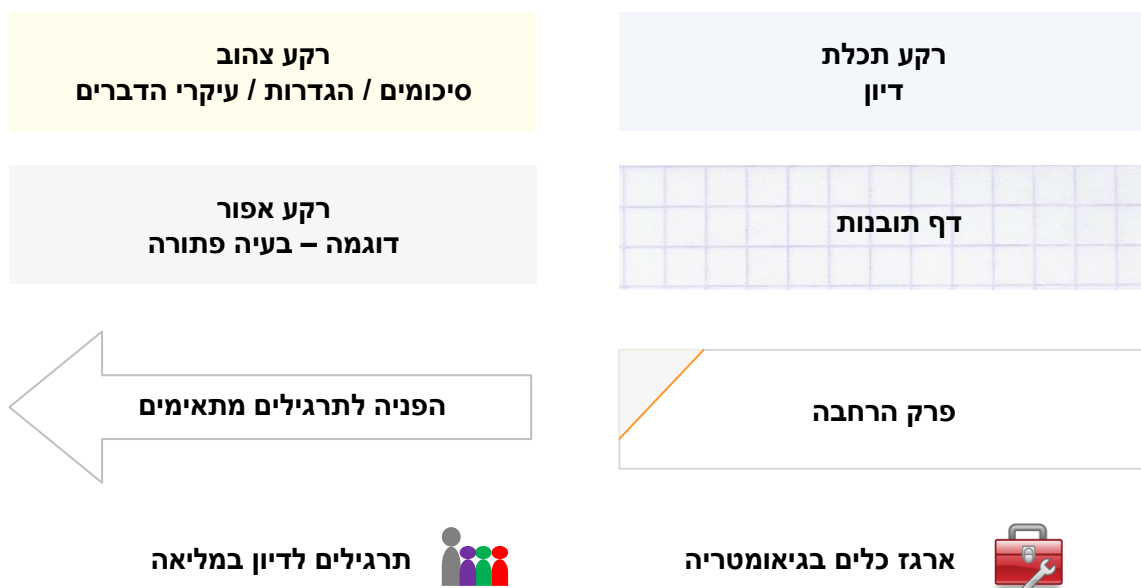 רקע תכלת
דיון
רקע צהוב
סיכומים / הגדרות / עיקרי הדברים
דף תובנות
רקע אפור
דוגמה – בעיה פתורה
פרק הרחבה
הפניה לתרגילים מתאימים
ארגז כלים בגיאומטריה
תרגילים לדיון במליאה